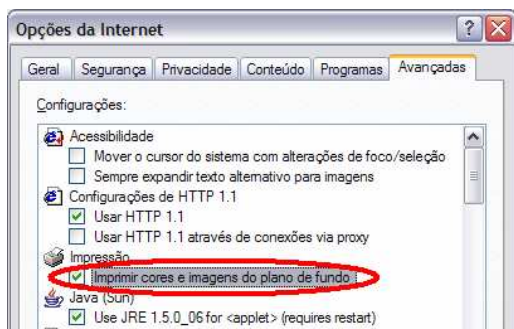 Opções da Internet
Geral Segurança Privacidade Conteúdo Programas Avançadas
Configurações:
Acessibilidade
Mover o cursor do sistema com alterações de foco/seleção
Sempre expandir texto alternativo para imagens
Configurações de HTTP 1.1
Usar HTTP 1.1
Usar HTTP 1.1 através de conexões via proxy
Impressão
Imprimir cores e imagens do plano de fundo
Java (Sun)
Use JRE 1.5.0_06 for <applet> (requires restart)